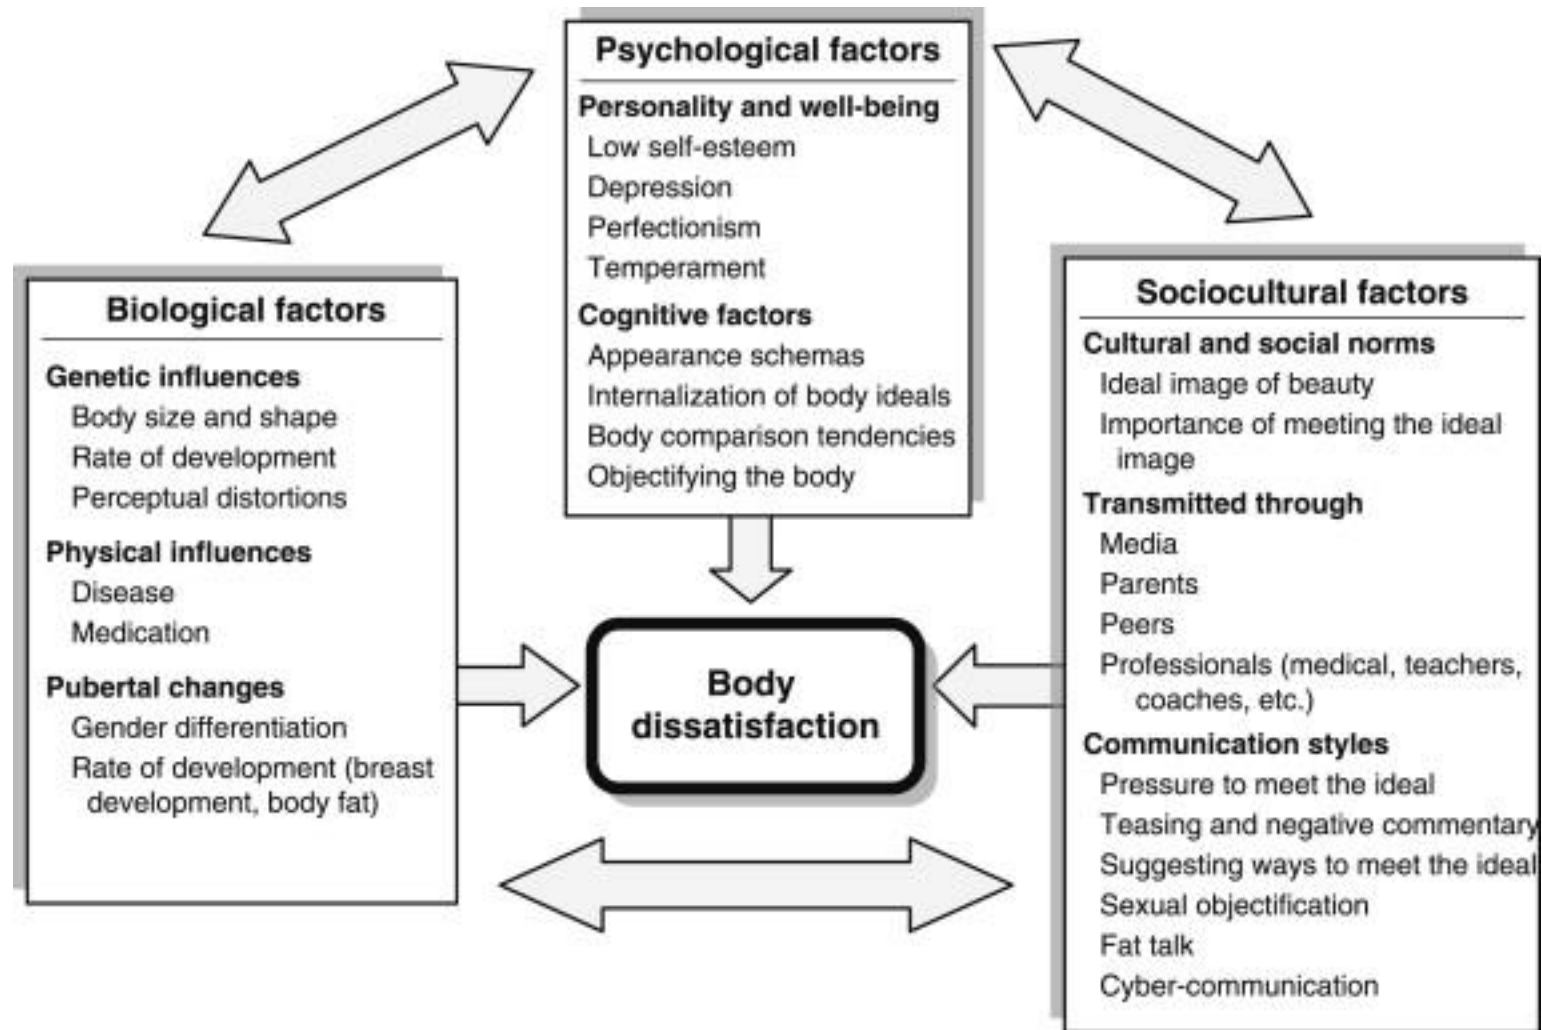 Psychological factors
Personality and well-being
Low self-esteem
Depression
Perfectionism
Temperament
Cognitive factors
Appearance schemas
Internalization of body ideals
Body comparison tendencies
Objectifying the body
Biological factors
Genetic influences
Body size and shape
Rate of development
Perceptual distortions
Physical influences
Disease
Medication
Pubertal changes
Gender differentiation
Rate of development (breast
development, body fat)
Body
dissatisfaction
Sociocultural factors
Cultural and social norms
Ideal image of beauty
Importance of meeting the ideal
image
Transmitted through
Media
Parents
Peers
Professionals (medical, teachers,
coaches, etc.)
Communication styles
Pressure to meet the ideal
Teasing and negative commentary
Suggesting ways to meet the ideal
Sexual objectification
Fat talk
Cyber-communication